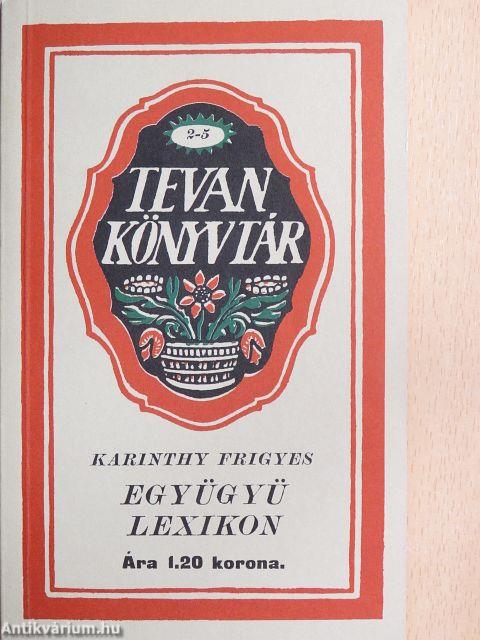 2-5
TEVAN
KÖNYVTÁR
KARINTHY FRIGYES
EGYÜGYÜ
LEXIKON
Ára 1.20 korona.
Antikvárium.hu